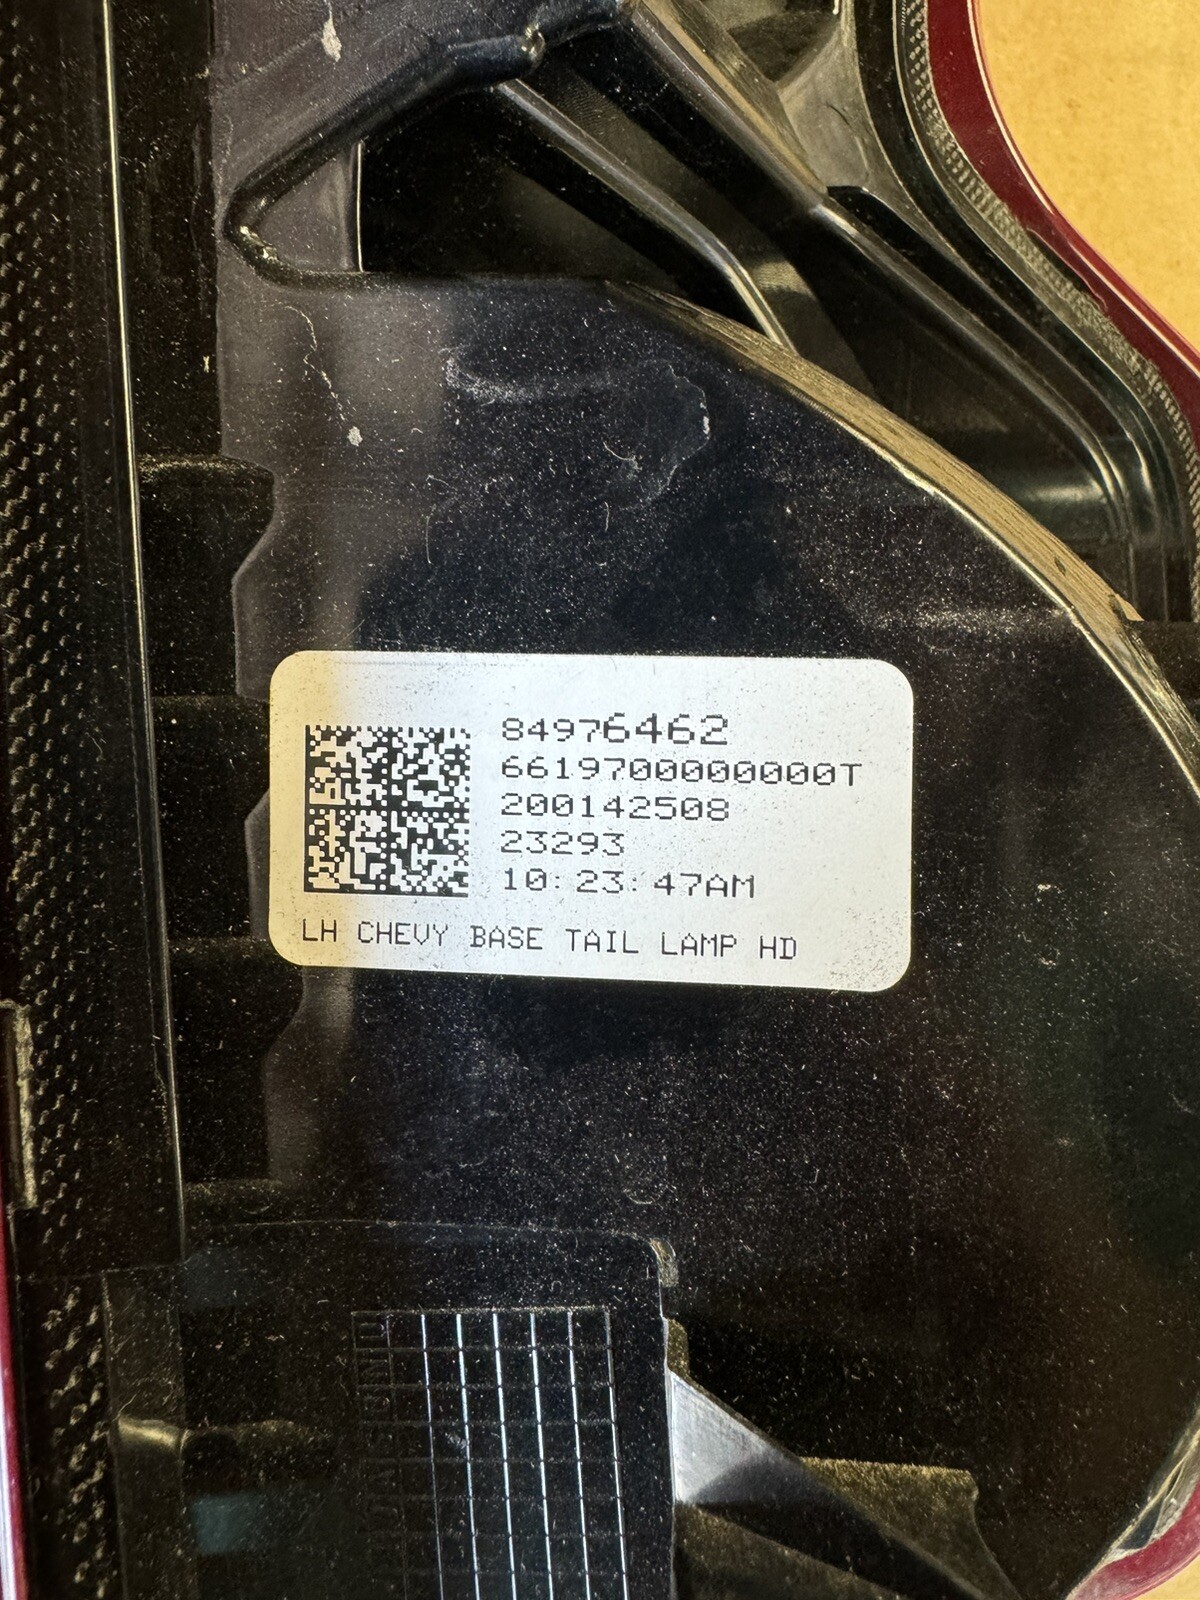 84976462
6619700000000T
200142508
23293
10:23:47AM
LH CHEVY BASE TAIL LAMP HD